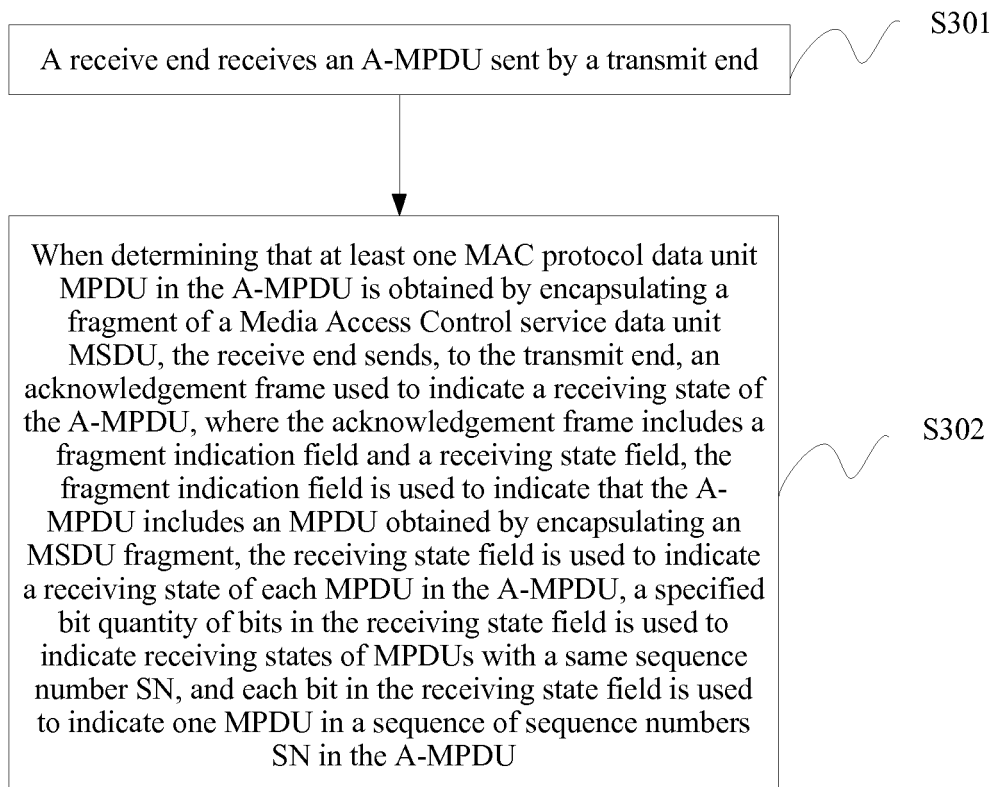 S301
A receive end receives an A-MPDU sent by a transmit end
When determining that at least one MAC protocol data unit
MPDU in the A-MPDU is obtained by encapsulating a
fragment of a Media Access Control service data unit
MSDU, the receive end sends, to the transmit end, an
acknowledgement frame used to indicate a receiving state of
the A-MPDU, where the acknowledgement frame includes a
fragment indication field and a receiving state field, the
fragment indication field is used to indicate that the A-
MPDU includes an MPDU obtained by encapsulating an
MSDU fragment, the receiving state field is used to indicate
a receiving state of each MPDU in the A-MPDU, a specified
bit quantity of bits in the receiving state field is used to
indicate receiving states of MPDUs with a same sequence
number SN, and each bit in the receiving state field is used
to indicate one MPDU in a sequence of sequence numbers
SN in the A-MPDU
S302